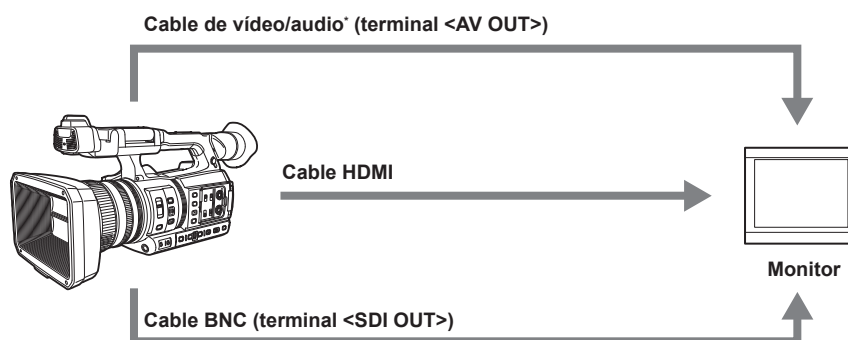 Cable de vídeo/audio* (terminal <AV OUT>)
Cable HDMI
Monitor
Cable BNC (terminal <SDI OUT>)